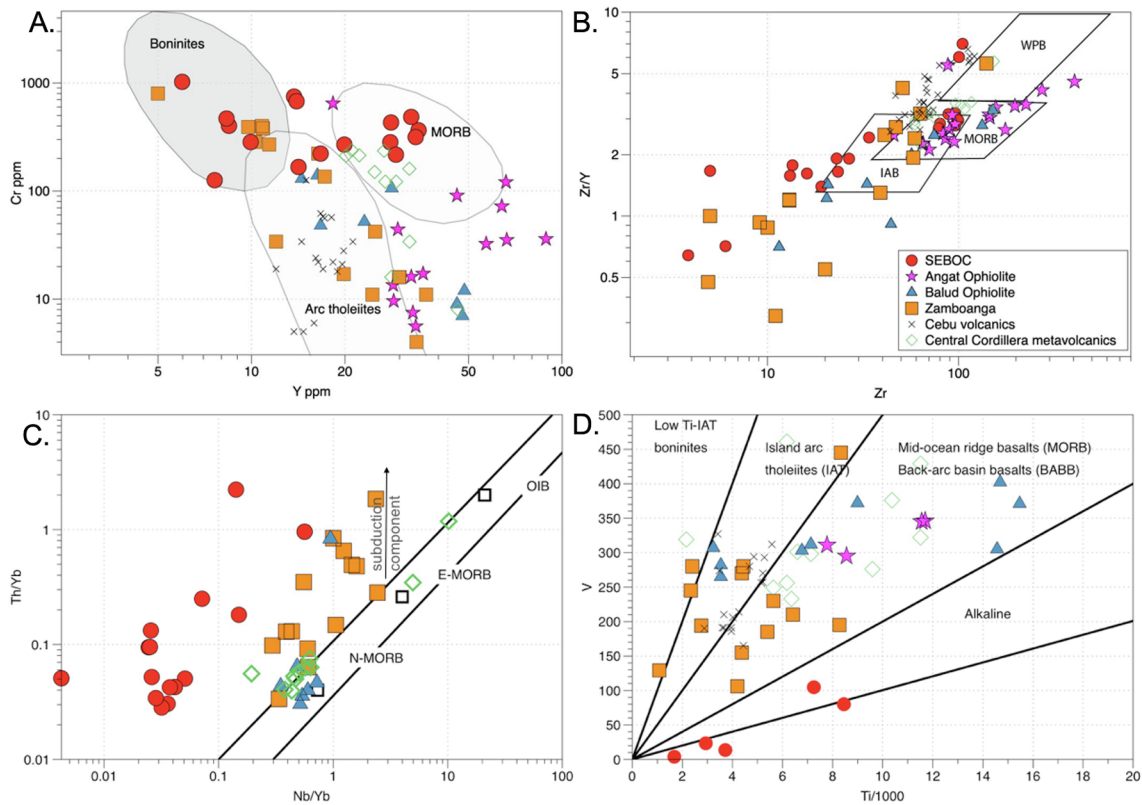 A.
Boninites
MORB
Arc tholeiites
1000
100
10
Cr ppm
5
10
20
50
100
Y ppm
B.
WPB
MORB
IAB
10
5
2
1
0.5
Zr/Y
10
100
Zr
SEBOC
Angat Ophiolite
Balud Ophiolite
Zamboanga
Cebu volcanics
Central Cordillera metavolcanics
C.
OIB
E-MORB
N-MORB
subduction
component
10
1
0.1
0.01
Th/Yb
0.01
0.1
1
10
100
Nb/Yb
D.
Low Ti-IAT
boninites
Island arc
tholeiites (IAT)
Mid-ocean ridge basalts (MORB)
Back-arc basin basalts (BABB)
Alkaline
500
450
400
350
300
250
200
150
100
50
0
V
0
2
4
6
8
10
12
14
16
18
20
Ti/1000